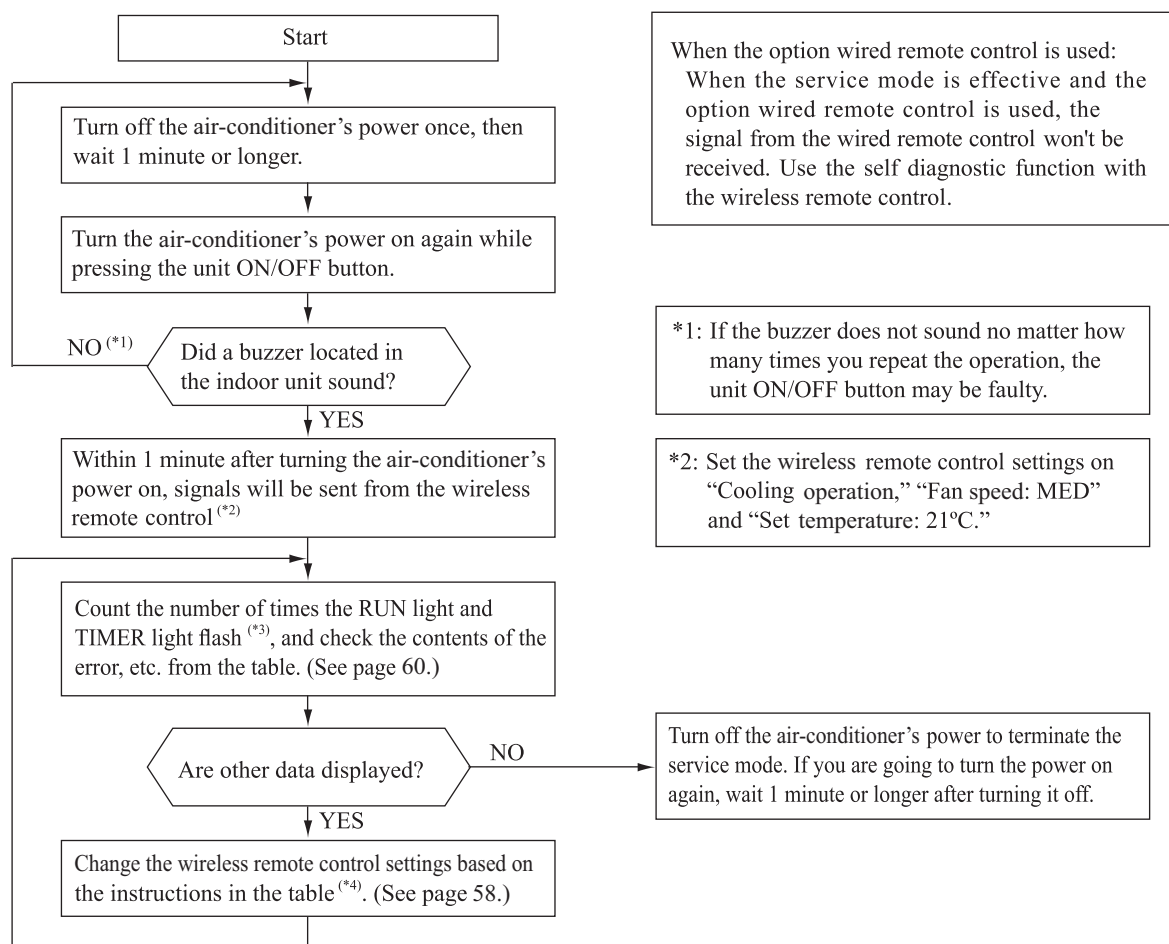 Start
Turn off the air-conditioner's power once, then
wait 1 minute or longer.
Turn the air-conditioner's power on again while
pressing the unit ON/OFF button.
NO (*1)
Did a buzzer located in
the indoor unit sound?
YES
Within 1 minute after turning the air-conditioner's
power on, signals will be sent from the wireless
remote control (*2)
Count the number of times the RUN light and
TIMER light flash (*3), and check the contents of the
error, etc. from the table. (See page 60.)
Are other data displayed?
NO
YES
Change the wireless remote control settings based on
the instructions in the table (*4). (See page 58.)
When the option wired remote control is used:
When the service mode is effective and the
option wired remote control is used, the
signal from the wired remote control won't be
received. Use the self diagnostic function with
the wireless remote control.
*1: If the buzzer does not sound no matter how
many times you repeat the operation, the
unit ON/OFF button may be faulty.
*2: Set the wireless remote control settings on
“Cooling operation,” “Fan speed: MED”
and “Set temperature: 21ºC.”
Turn off the air-conditioner's power to terminate the
service mode. If you are going to turn the power on
again, wait 1 minute or longer after turning it off.